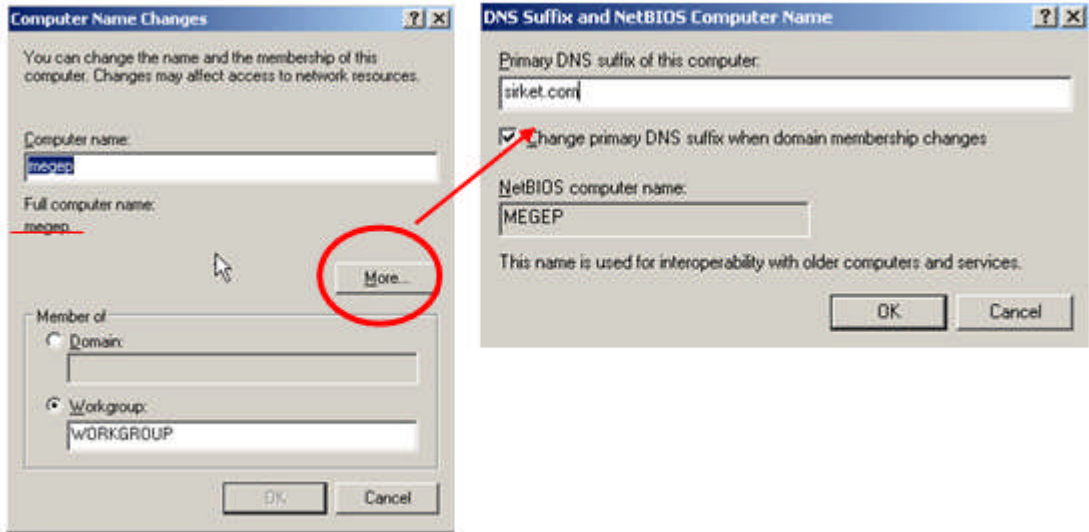 Computer Name Changes
You can change the name and the membership of this
computer. Changes may affect access to network resources.
Computer name:
megep
Full computer name:
megep.
More...
Member of
Domain:
Workgroup:
WORKGROUP
OK
Cancel
DNS Suffix and NetBIOS Computer Name
Primary DNS suffix of this computer:
sirket.com
Change primary DNS suffix when domain membership changes
NetBIOS computer name:
MEGEP
This name is used for interoperability with older computers and services.
OK
Cancel